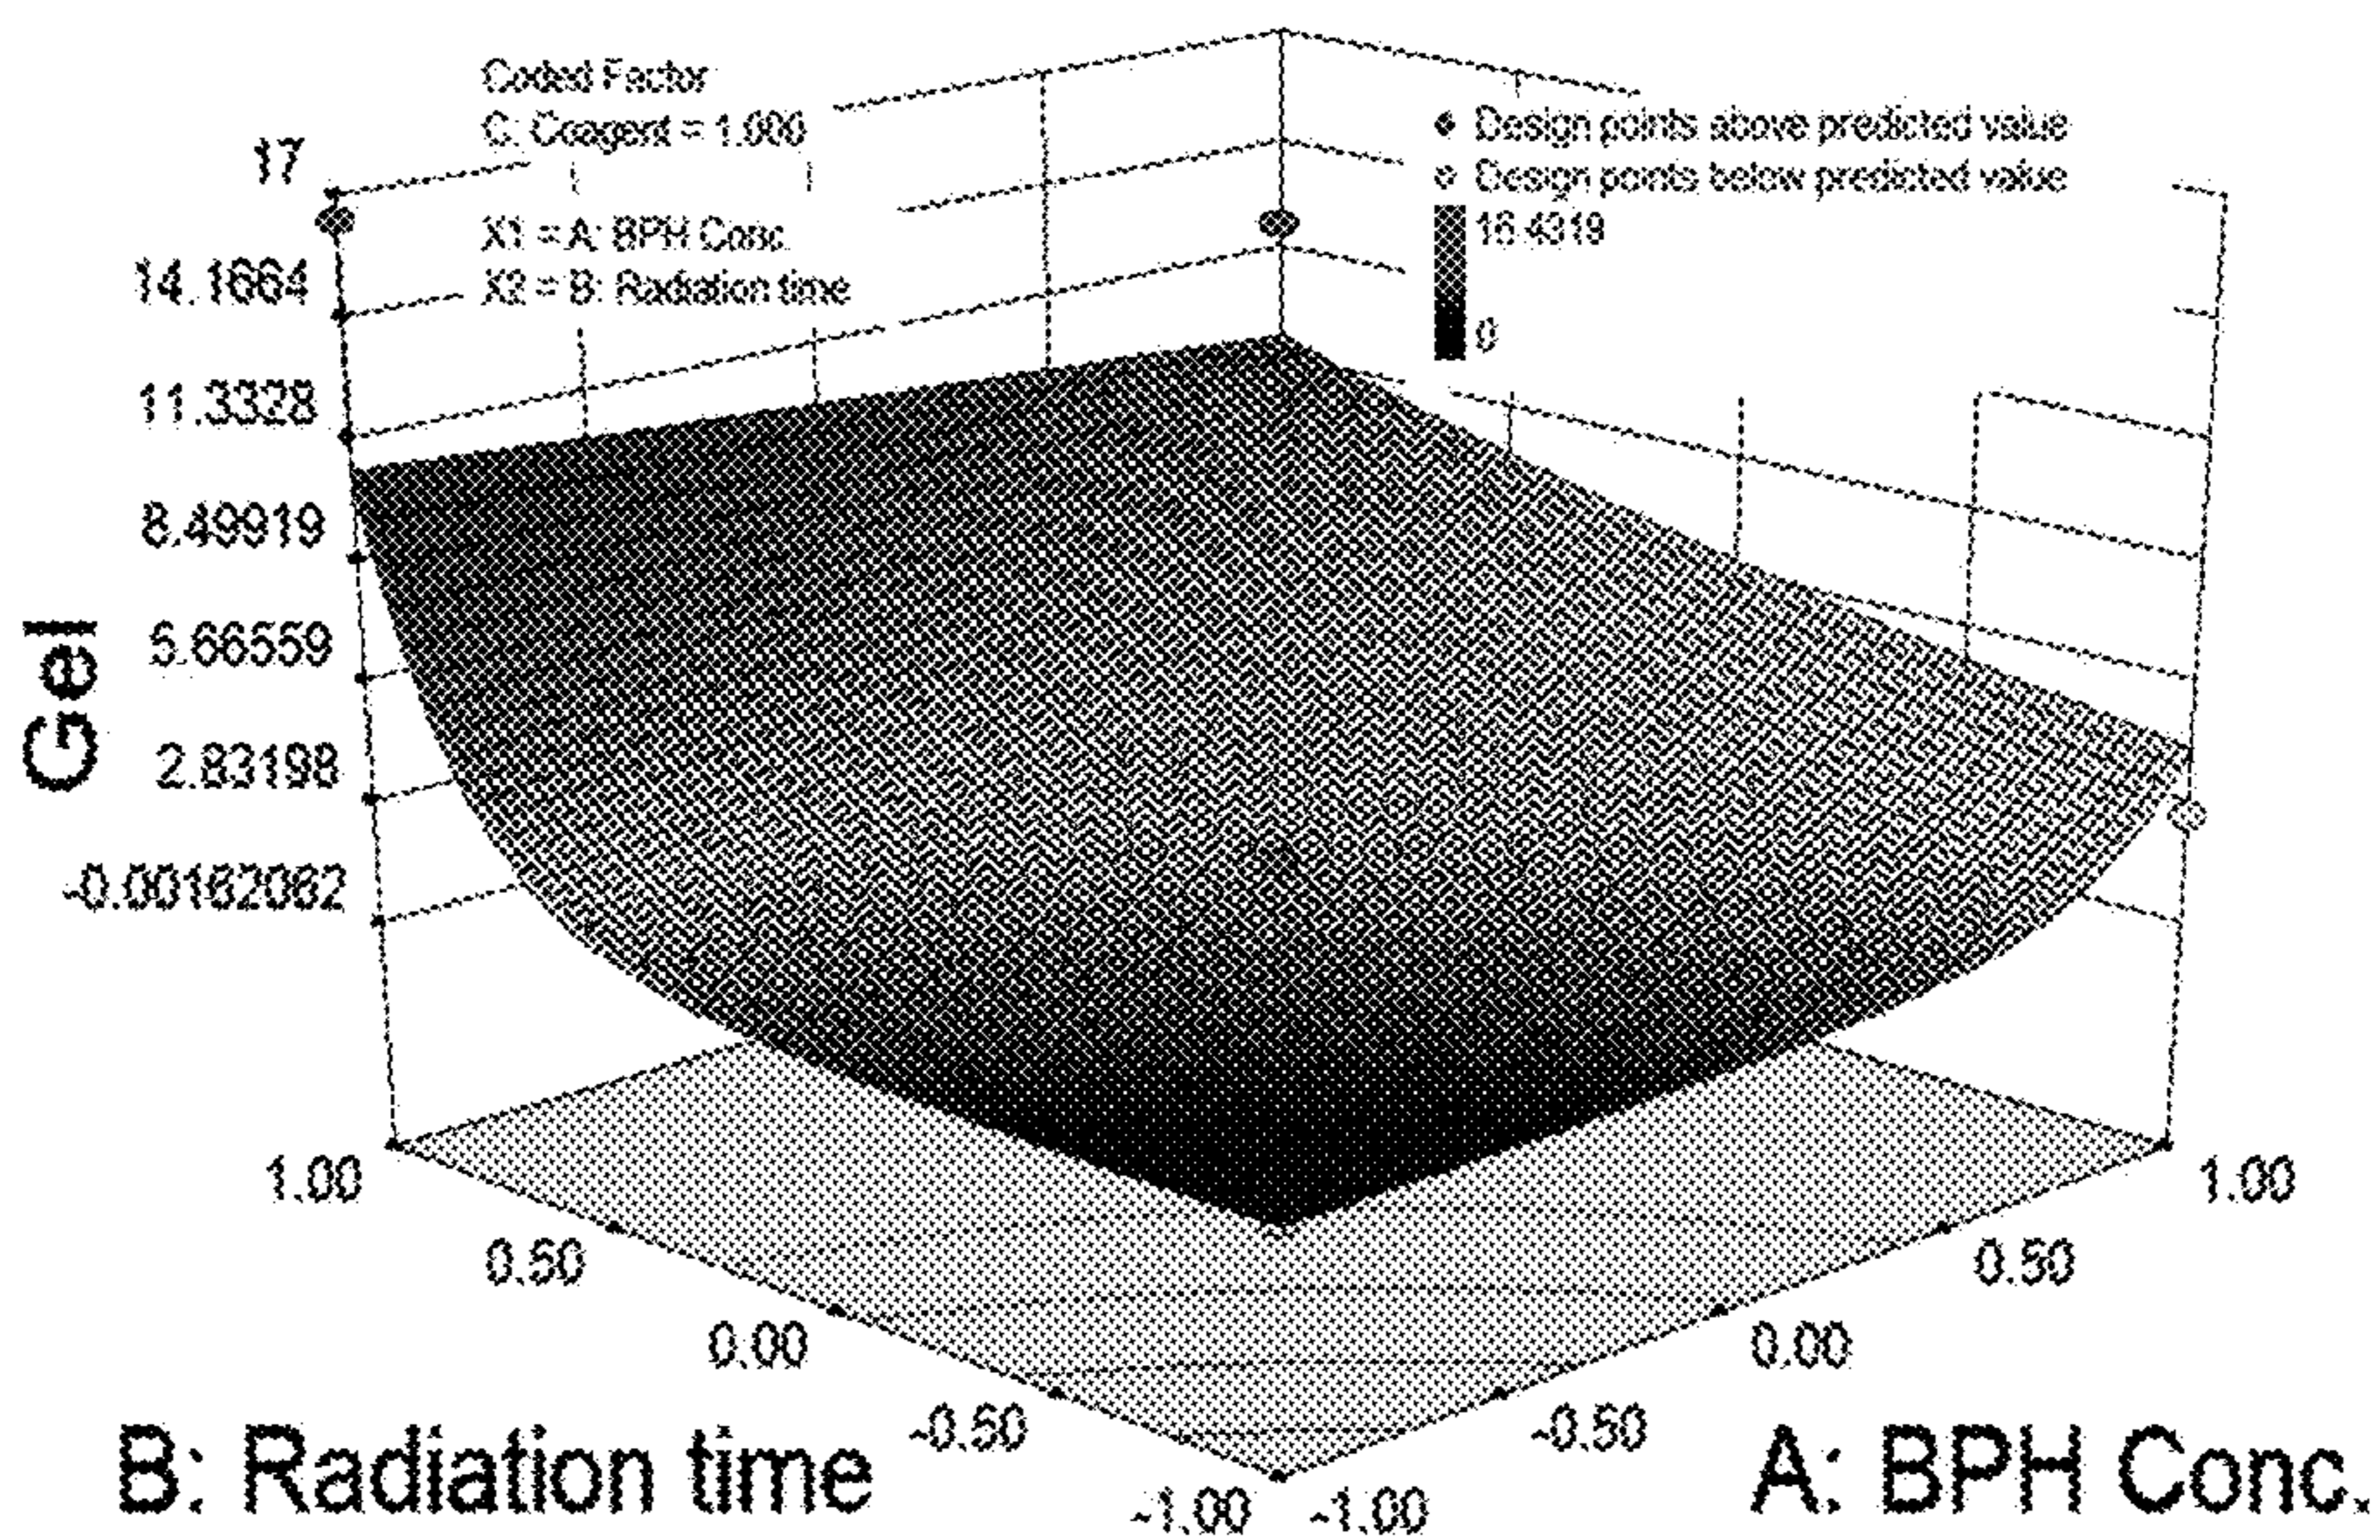 Coded Factor
C: Coagent = 1.000
X1 = A: BPH Conc.
X2 = B: Radiation time
Design points above predicted value
Design points below predicted value
16.4319
0
17
14.1664
11.3328
8.49919
5.66559
2.83198
-0.00162062
Gel
1.00
0.50
0.00
-0.50
-1.00
B: Radiation time
-1.00
-0.50
0.00
0.50
1.00
A: BPH Conc.